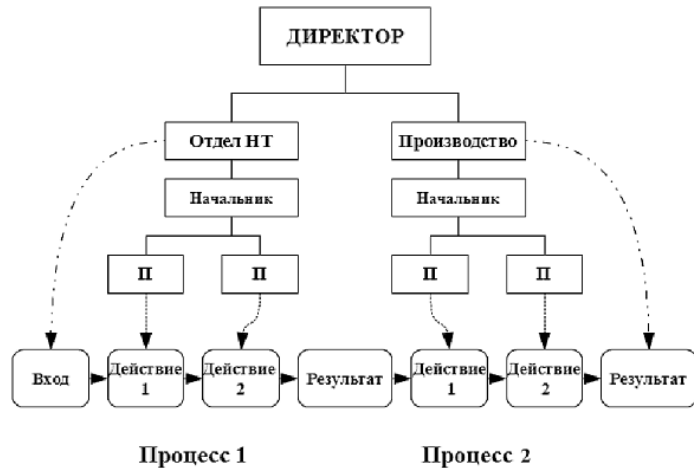 ДИРЕКТОР
Отдел НТ
Производство
Начальник
Начальник
П
П
П
П
Вход
Действие
1
Действие
2
Результат
Действие
1
Действие
2
Результат
Процесс 1
Процесс 2